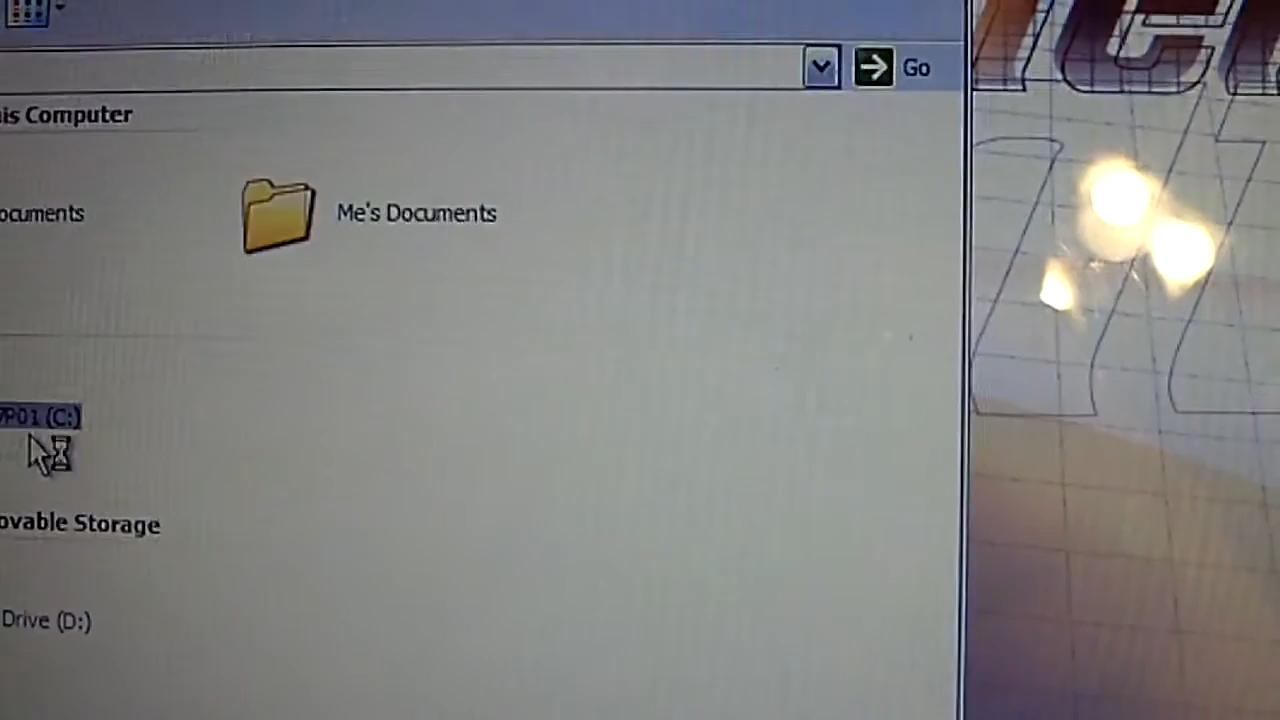 Go
is Computer
ocuments
Me's Documents
P01 (C:)
ovable Storage
Drive (D:)